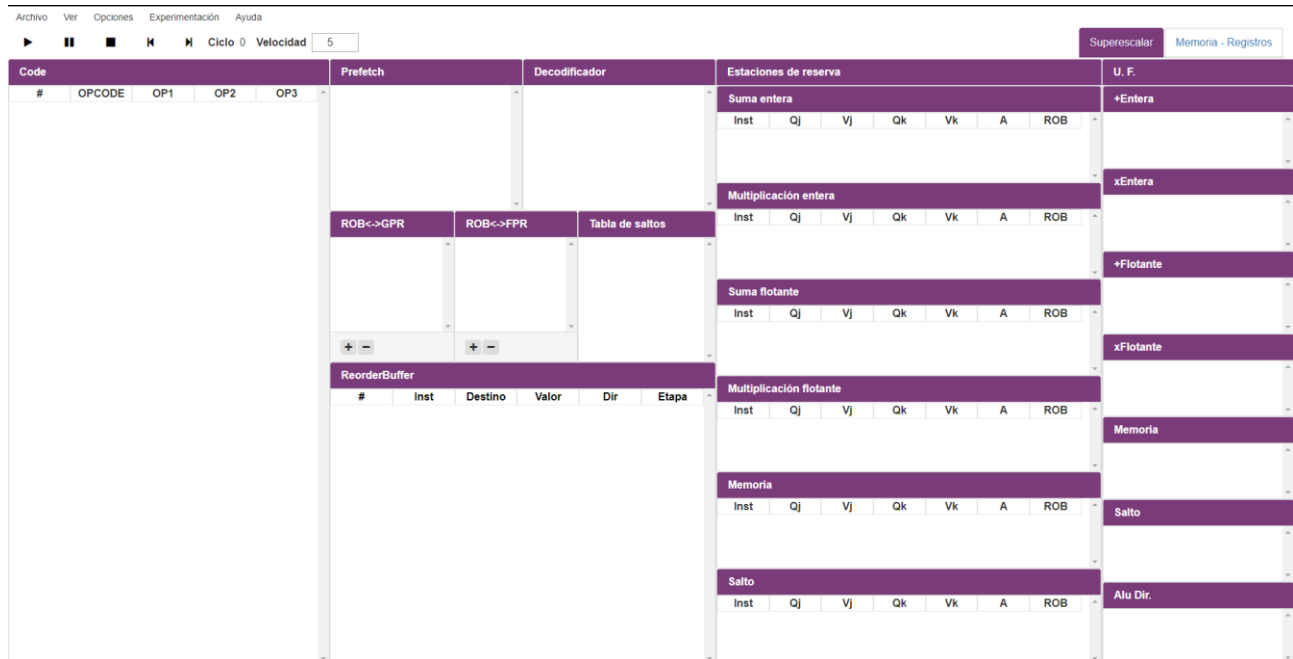 Archivo Ver Opciones Experimentación Ayuda
Ciclo 0 Velocidad 5
Superescalar Memoria - Registros
Code
# OPCODE OP1 OP2 OP3
Prefetch
Decodificador
ROB<->GPR
ROB<->FPR
Tabla de saltos
+ −
+ −
ReorderBuffer
# Inst Destino Valor Dir Etapa
Estaciones de reserva
Suma entera
Inst Qj Vj Qk Vk A ROB
Multiplicación entera
Inst Qj Vj Qk Vk A ROB
Suma flotante
Inst Qj Vj Qk Vk A ROB
Multiplicación flotante
Inst Qj Vj Qk Vk A ROB
Memoria
Inst Qj Vj Qk Vk A ROB
Salto
Inst Qj Vj Qk Vk A ROB
U. F.
+Entera
xEntera
+Flotante
xFlotante
Memoria
Salto
Alu Dir.